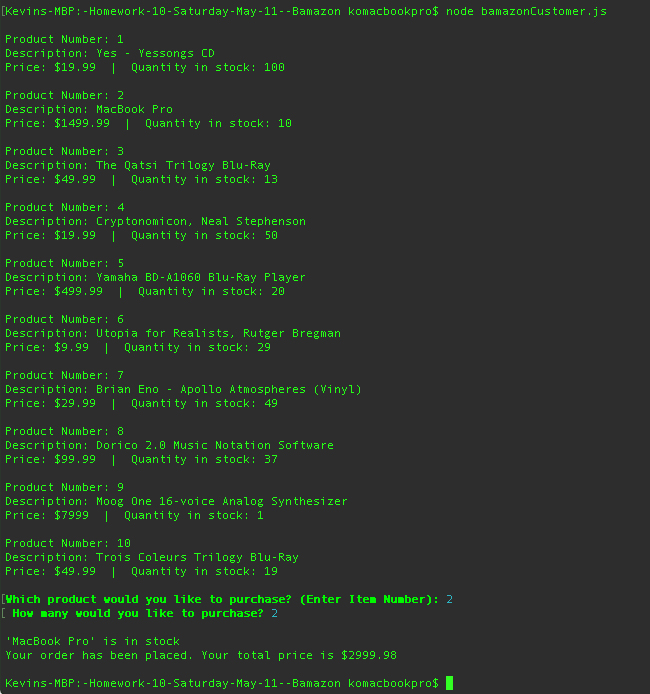 [Kevins-MBP:-Homework-10-Saturday-May-11--Bamazon komacbookpro$ node bamazonCustomer.js
Product Number: 1
Description: Yes - Yessongs CD
Price: $19.99  |  Quantity in stock: 100
Product Number: 2
Description: MacBook Pro
Price: $1499.99  |  Quantity in stock: 10
Product Number: 3
Description: The Qatsi Trilogy Blu-Ray
Price: $49.99  |  Quantity in stock: 13
Product Number: 4
Description: Cryptonomicon, Neal Stephenson
Price: $19.99  |  Quantity in stock: 50
Product Number: 5
Description: Yamaha BD-A1060 Blu-Ray Player
Price: $499.99  |  Quantity in stock: 20
Product Number: 6
Description: Utopia for Realists, Rutger Bregman
Price: $9.99  |  Quantity in stock: 29
Product Number: 7
Description: Brian Eno - Apollo Atmospheres (Vinyl)
Price: $29.99  |  Quantity in stock: 49
Product Number: 8
Description: Dorico 2.0 Music Notation Software
Price: $99.99  |  Quantity in stock: 37
Product Number: 9
Description: Moog One 16-voice Analog Synthesizer
Price: $7999  |  Quantity in stock: 1
Product Number: 10
Description: Trois Coleurs Trilogy Blu-Ray
Price: $49.99  |  Quantity in stock: 19
[Which product would you like to purchase? (Enter Item Number): 2
[ How many would you like to purchase? 2
'MacBook Pro' is in stock
Your order has been placed. Your total price is $2999.98
Kevins-MBP:-Homework-10-Saturday-May-11--Bamazon komacbookpro$